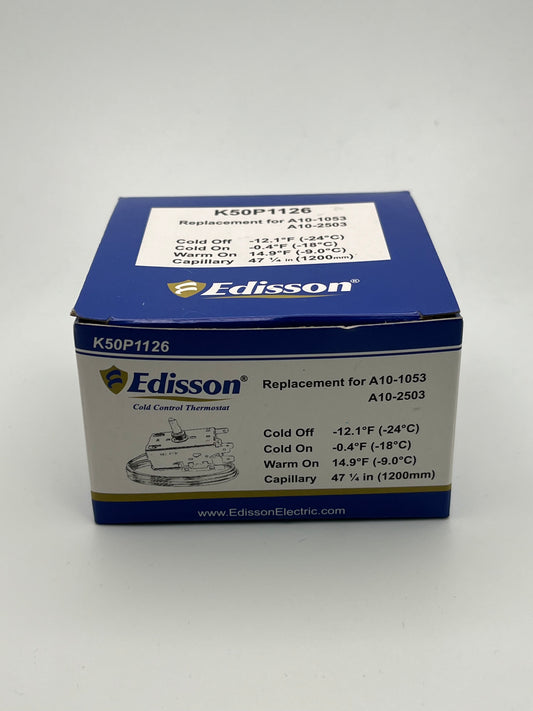 K50P1126
Replacement for A10-1053
A10-2503
Cold Off -12.1°F (-24°C)
Cold On -0.4°F (-18°C)
Warm On 14.9°F (-9.0°C)
Capillary 47 ¼ in (1200mm)
Edisson®
K50P1126
Edisson®
Cold Control Thermostat
Replacement for A10-1053
A10-2503
Cold Off -12.1°F (-24°C)
Cold On -0.4°F (-18°C)
Warm On 14.9°F (-9.0°C)
Capillary 47 ¼ in (1200mm)
www.EdissonElectric.com